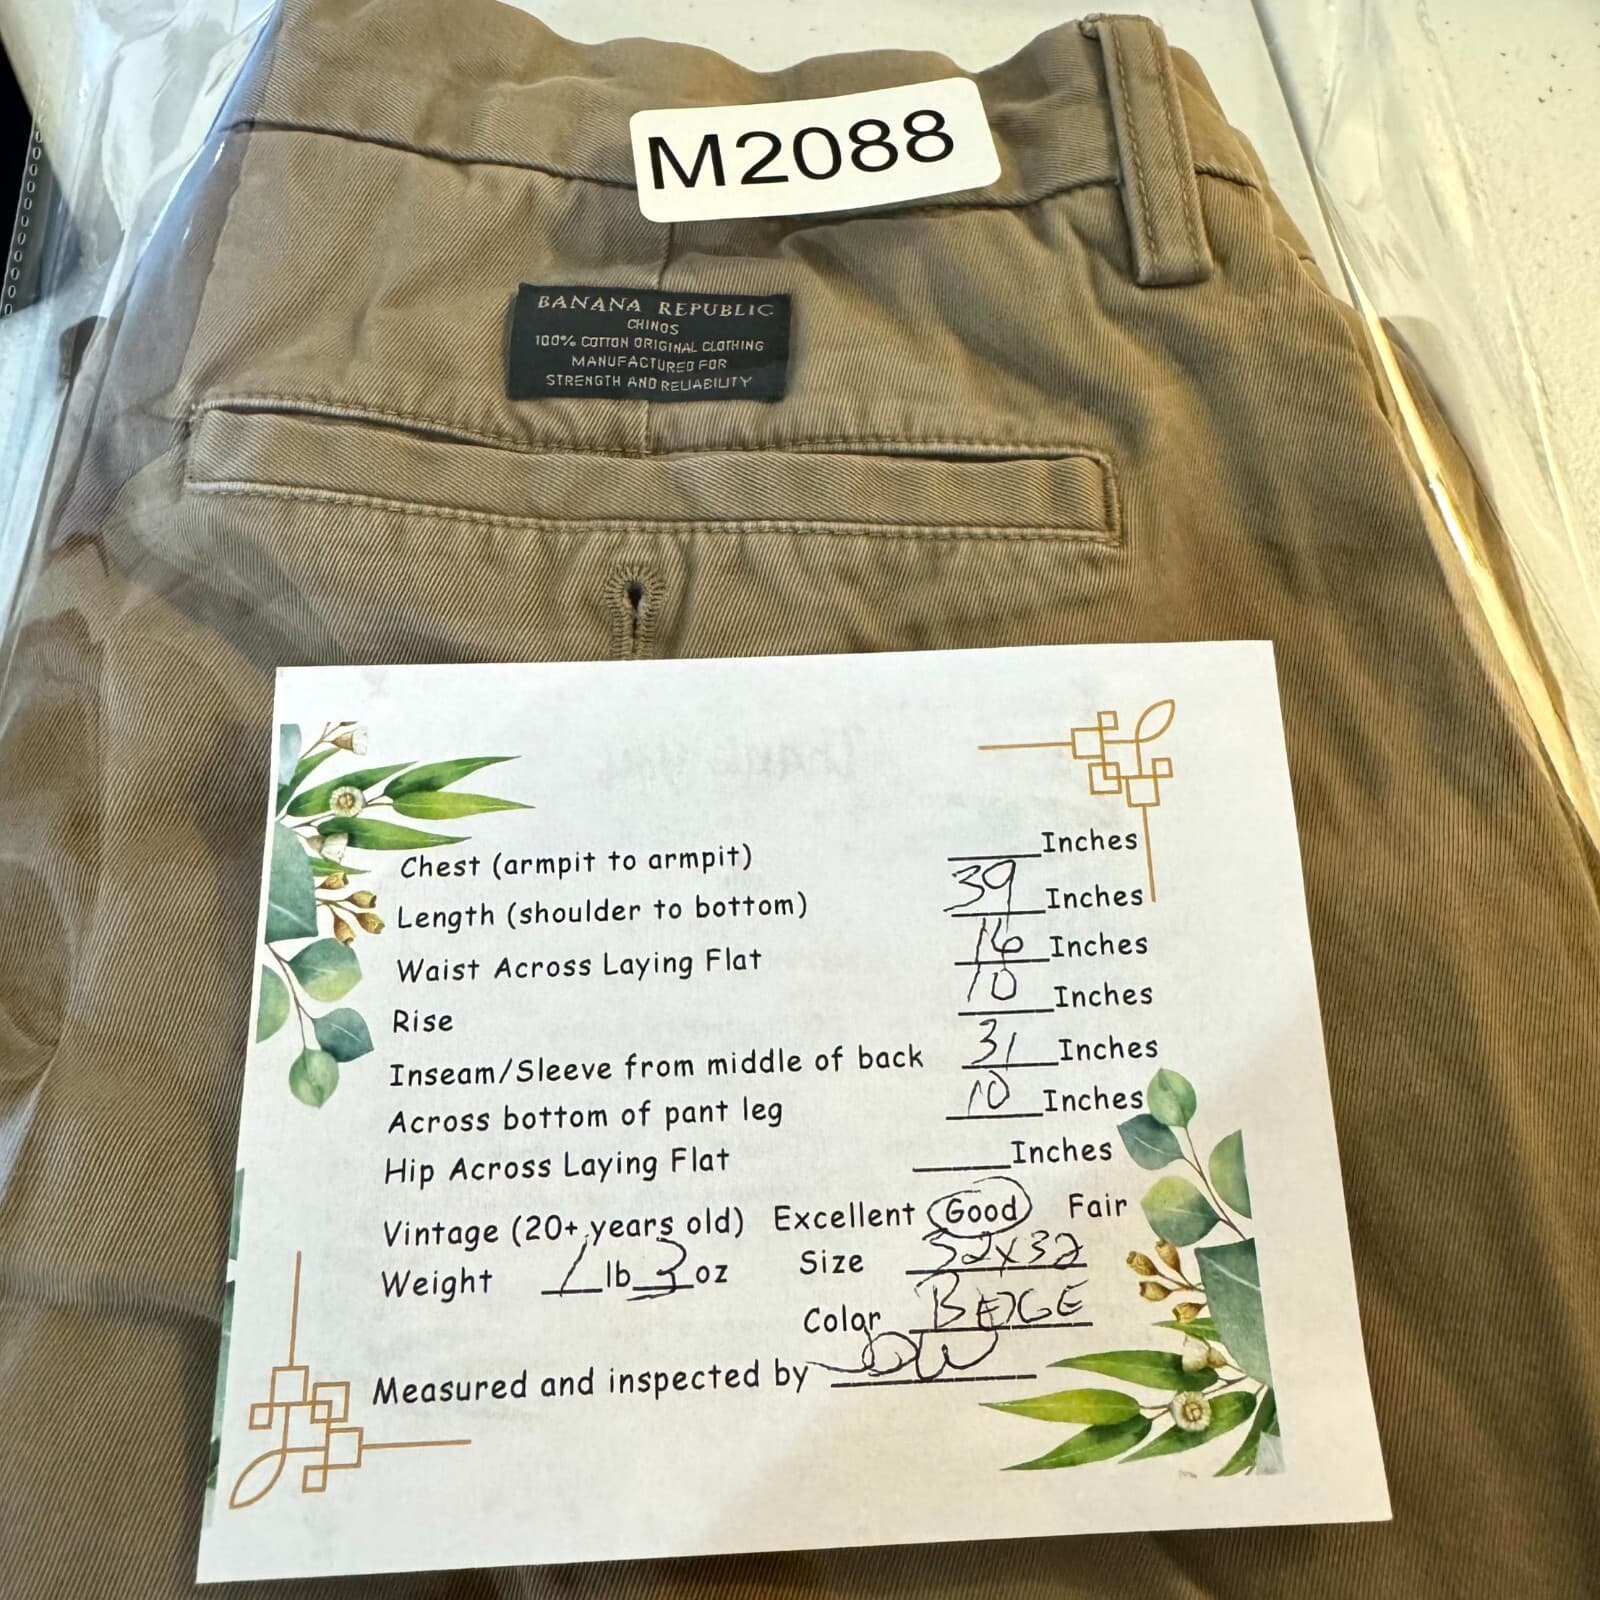 M2088
BANANA REPUBLIC
CHINOS
100% COTTON ORIGINAL CLOTHING
MANUFACTURED FOR
STRENGTH AND RELIABILITY
Chest (armpit to armpit) ____Inches
Length (shoulder to bottom) 39 Inches
Waist Across Laying Flat 16 Inches
Rise 10 Inches
Inseam/Sleeve from middle of back 31 Inches
Across bottom of pant leg 10 Inches
Hip Across Laying Flat ____Inches
Vintage (20+ years old) Excellent Good Fair
Weight 1 lb 3 oz Size 32x32
Color BEIGE
Measured and inspected by